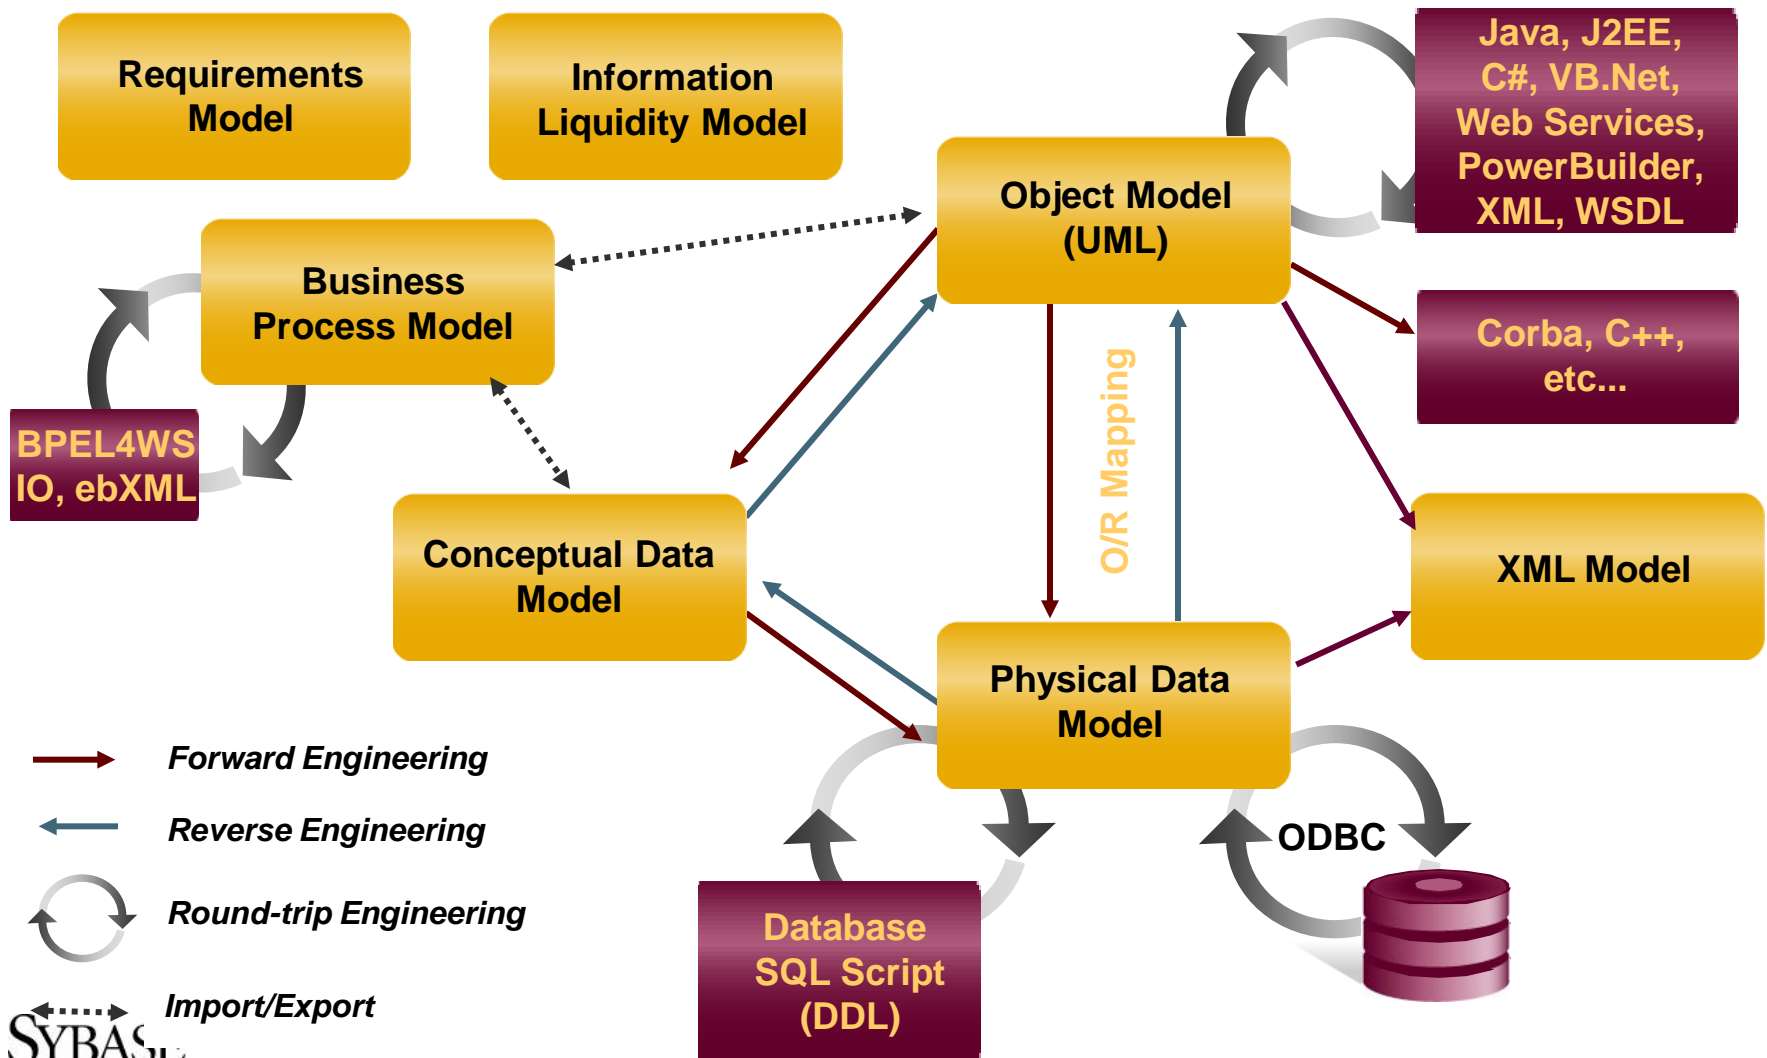 Requirements
Model
Information
Liquidity Model
Java, J2EE,
C#, VB.Net,
Web Services,
PowerBuilder,
XML, WSDL
Object Model
(UML)
Business
Process Model
Corba, C++,
etc...
O/R Mapping
BPEL4WS
IO, ebXML
Conceptual Data
Model
XML Model
Physical Data
Model
Forward Engineering
Reverse Engineering
ODBC
Round-trip Engineering
Database
SQL Script
(DDL)
Import/Export
SYBASE